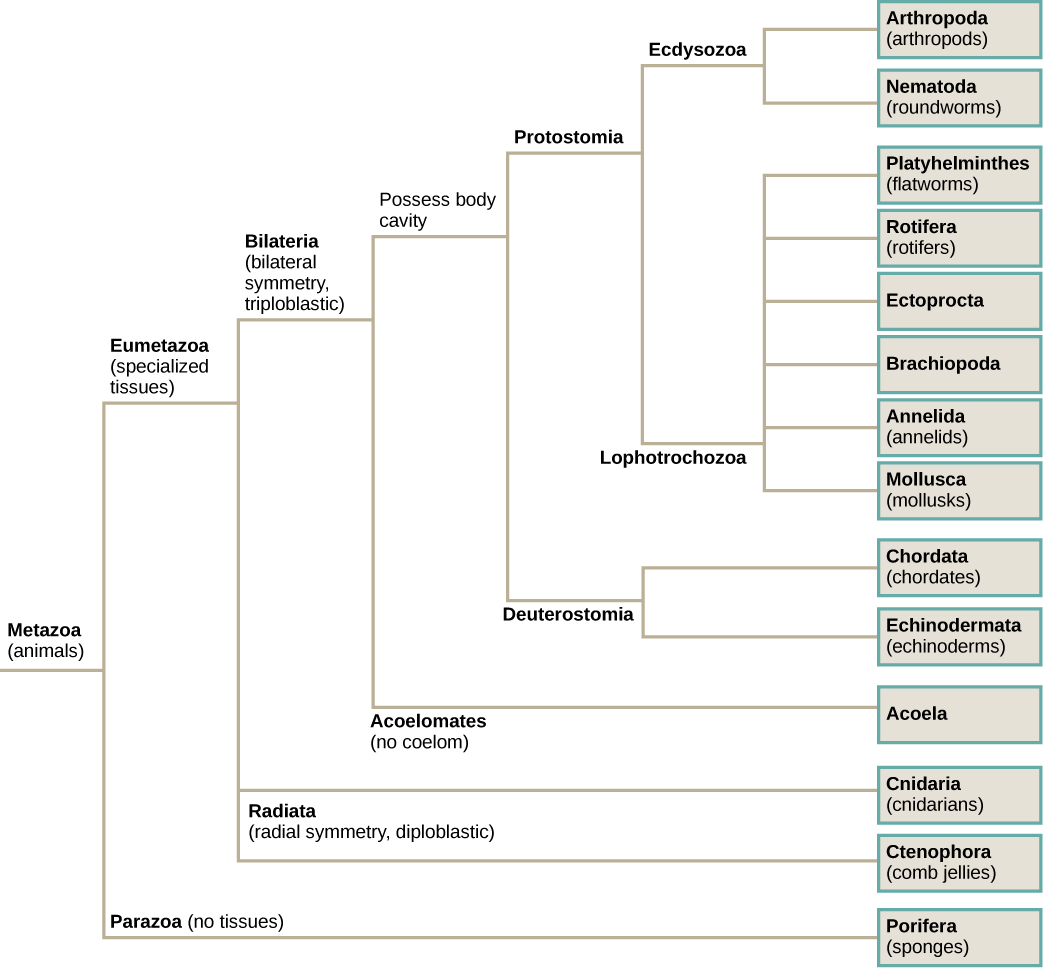 Arthropoda
(arthropods)
Ecdysozoa
Nematoda
(roundworms)
Protostomia
Platyhelminthes
(flatworms)
Possess body
cavity
Rotifera
(rotifers)
Bilateria
(bilateral
symmetry,
triploblastic)
Ectoprocta
Eumetazoa
(specialized
tissues)
Brachiopoda
Annelida
(annelids)
Lophotrochozoa
Mollusca
(mollusks)
Chordata
(chordates)
Deuterostomia
Echinodermata
(echinoderms)
Metazoa
(animals)
Acoela
Acoelomates
(no coelom)
Cnidaria
(cnidarians)
Radiata
(radial symmetry, diploblastic)
Ctenophora
(comb jellies)
Parazoa (no tissues)
Porifera
(sponges)